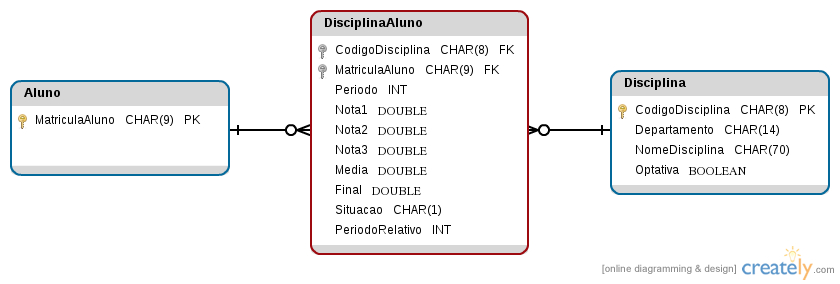 Aluno
MatriculaAluno CHAR(9) PK
DisciplinaAluno
CodigoDisciplina CHAR(8) FK
MatriculaAluno CHAR(9) FK
Periodo INT
Nota1 DOUBLE
Nota2 DOUBLE
Nota3 DOUBLE
Media DOUBLE
Final DOUBLE
Situacao CHAR(1)
PeriodoRelativo INT
Disciplina
CodigoDisciplina CHAR(8) PK
Departamento CHAR(14)
NomeDisciplina CHAR(70)
Optativa BOOLEAN
[online diagramming & design] creately.com